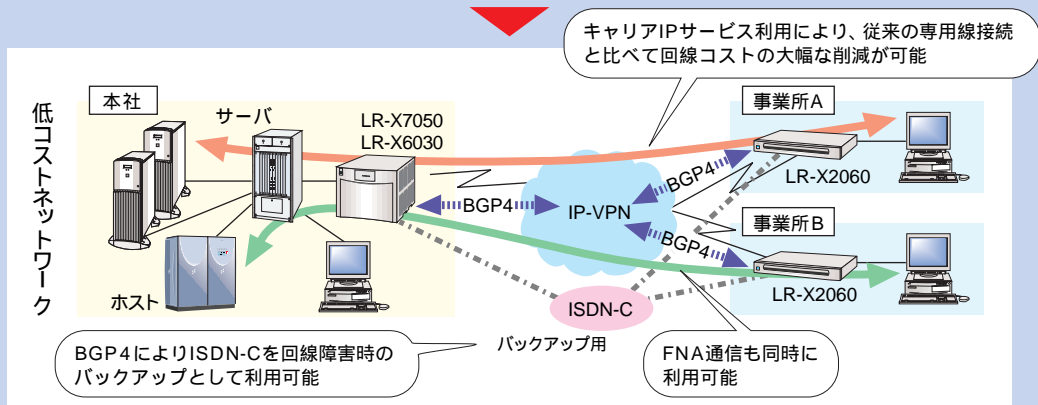 キャリアIPサービス利用により、従来の専用線接続
と比べて回線コストの大幅な削減が可能
低コストネットワーク
本社
サーバ
LR-X7050
LR-X6030
ホスト
BGP4
IP-VPN
BGP4
BGP4
事業所A
LR-X2060
事業所B
LR-X2060
ISDN-C
バックアップ用
BGP4によりISDN-Cを回線障害時の
バックアップとして利用可能
FNA通信も同時に
利用可能